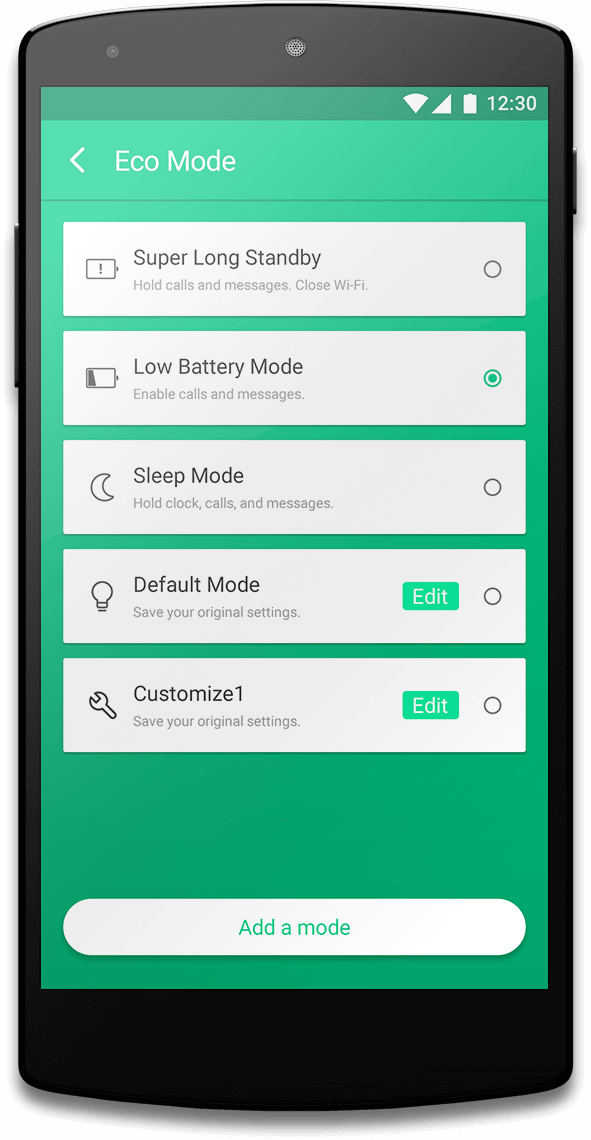 12:30
Eco Mode
Super Long Standby
Hold calls and messages. Close Wi-Fi.
Low Battery Mode
Enable calls and messages.
Sleep Mode
Hold clock, calls, and messages.
Default Mode
Edit
Save your original settings.
Customize1
Edit
Save your original settings.
Add a mode